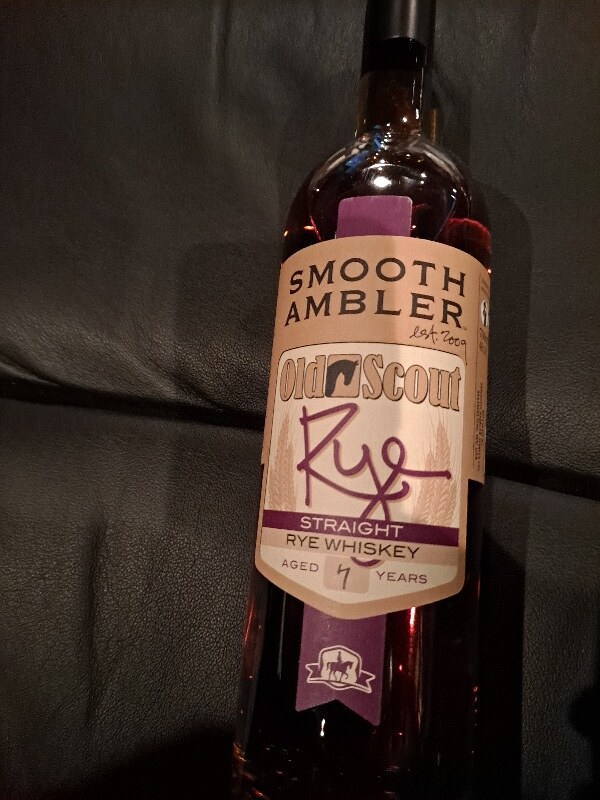 SMOOTH
AMBLER
est. 2009
Old Scout
Rye
STRAIGHT
RYE WHISKEY
AGED 7 YEARS